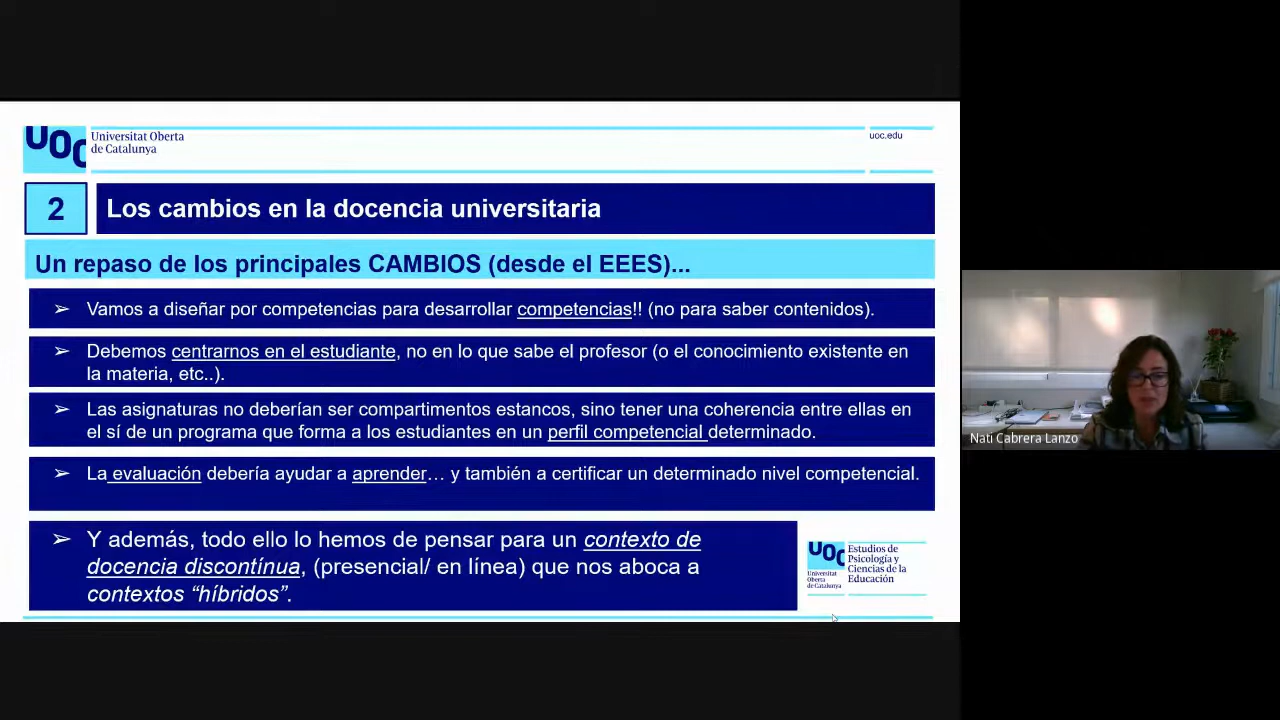 UOC
Universitat Oberta
de Catalunya
uoc.edu
2
Los cambios en la docencia universitaria
Un repaso de los principales CAMBIOS (desde el EEES)...
➢ Vamos a diseñar por competencias para desarrollar competencias!! (no para saber contenidos).
➢ Debemos centrarnos en el estudiante, no en lo que sabe el profesor (o el conocimiento existente en
la materia, etc..).
➢ Las asignaturas no deberían ser compartimentos estancos, sino tener una coherencia entre ellas en
el sí de un programa que forma a los estudiantes en un perfil competencial determinado.
➢ La evaluación debería ayudar a aprender… y también a certificar un determinado nivel competencial.
➢ Y además, todo ello lo hemos de pensar para un contexto de
docencia discontínua, (presencial/ en línea) que nos aboca a
contextos “híbridos”.
UOC
Universitat
Oberta
de Catalunya
Estudios de
Psicología y
Ciencias de la
Educación
Nati Cabrera Lanzo